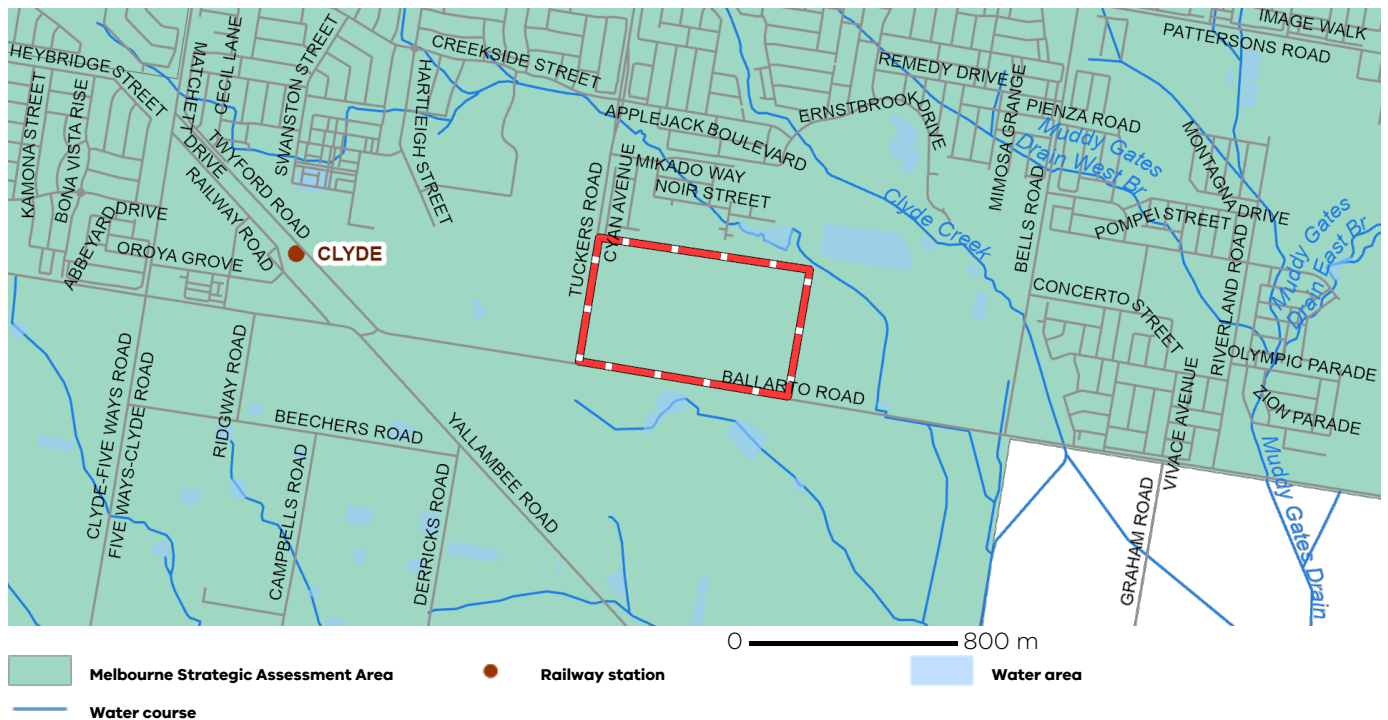 IMAGE WALK
PATTERSONS ROAD
HEYBRIDGE STREET
MATCHETT DRIVE
CECIL LANE
SWANSTON STREET
CREEKSIDE STREET
HARTLEIGH STREET
REMEDY DRIVE
KAMONA STREET
BONA VISTA RISE
TWYFORD ROAD
RAILWAY ROAD
APPLEJACK BOULEVARD
ERNSTBROOK DRIVE
MIMOSA GRANGE
PIENZA ROAD
Muddy Gates
Drain West Br
MONTAGNA DRIVE
MIKADO WAY
NOIR STREET
TUCKERS ROAD
CYAN AVENUE
Clyde Creek
BELLS ROAD
POMPEI STREET
ABBEYARD DRIVE
OROYA GROVE
CLYDE
RIVERLAND ROAD
Muddy Gates
Drain East Br
CONCERTO STREET
OLYMPIC PARADE
ZION PARADE
BALLARTO ROAD
VIVACE AVENUE
CLYDE-FIVE WAYS ROAD
FIVE WAYS-CLYDE ROAD
RIDGWAY ROAD
BEECHERS ROAD
CAMPBELLS ROAD
DERRICKS ROAD
YALLAMBEE ROAD
GRAHAM ROAD
Muddy Gates Drain
0 800 m
Melbourne Strategic Assessment Area
Railway station
Water area
Water course